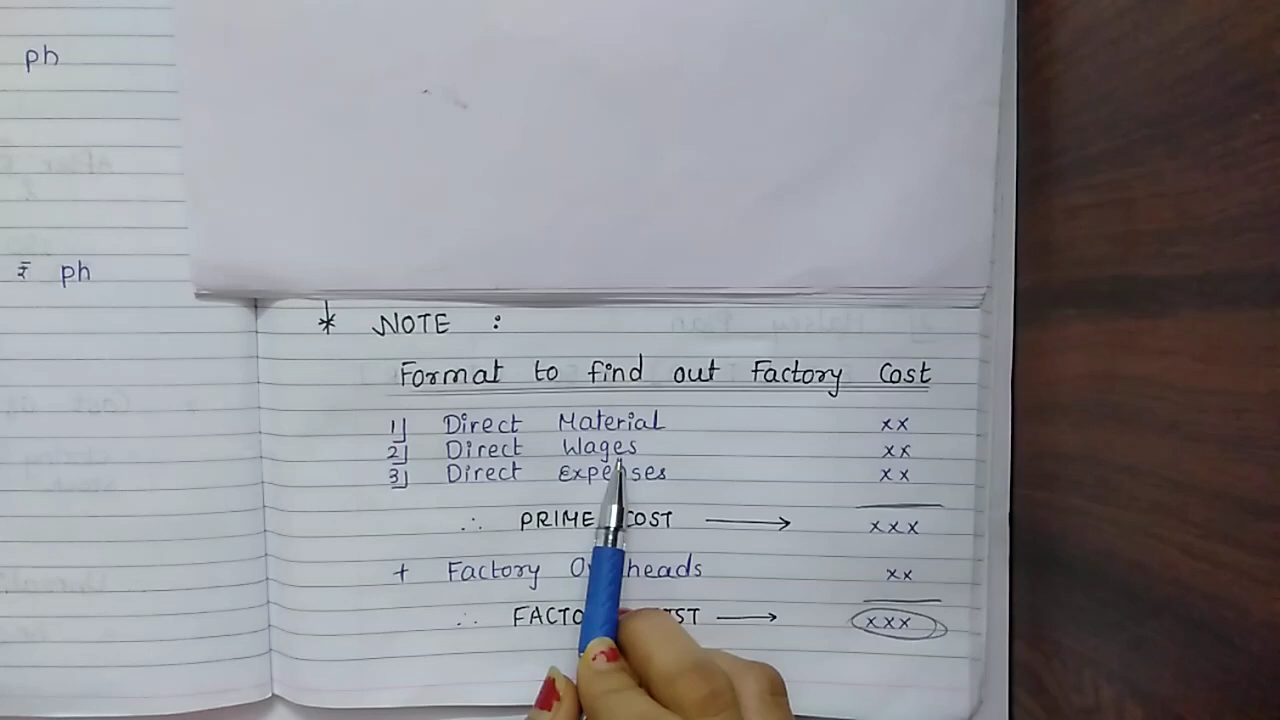 ph
₹ ph
* NOTE :
Format to find out Factory Cost
1] Direct Material xx
2] Direct Wages xx
3] Direct Expenses xx
∴ PRIME COST → xxx
+ Factory heads xx
∴ → xxx